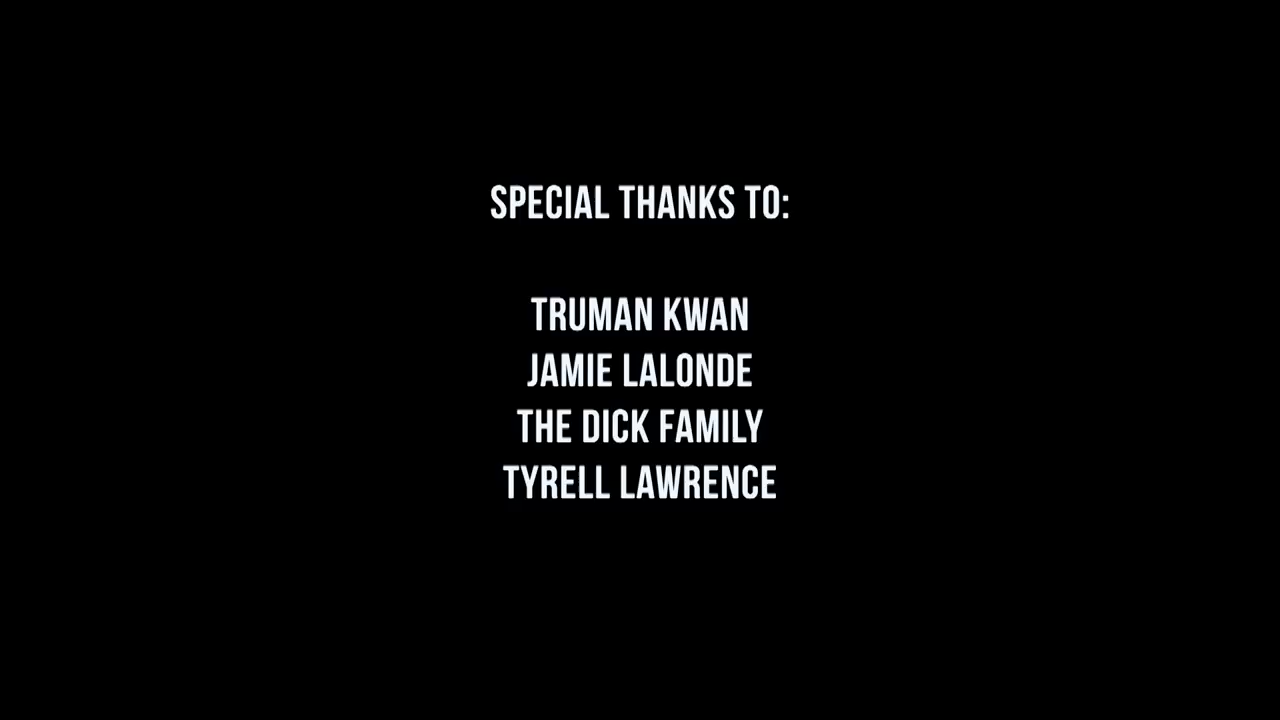 SPECIAL THANKS TO:
TRUMAN KWAN
JAMIE LALONDE
THE DICK FAMILY
TYRELL LAWRENCE